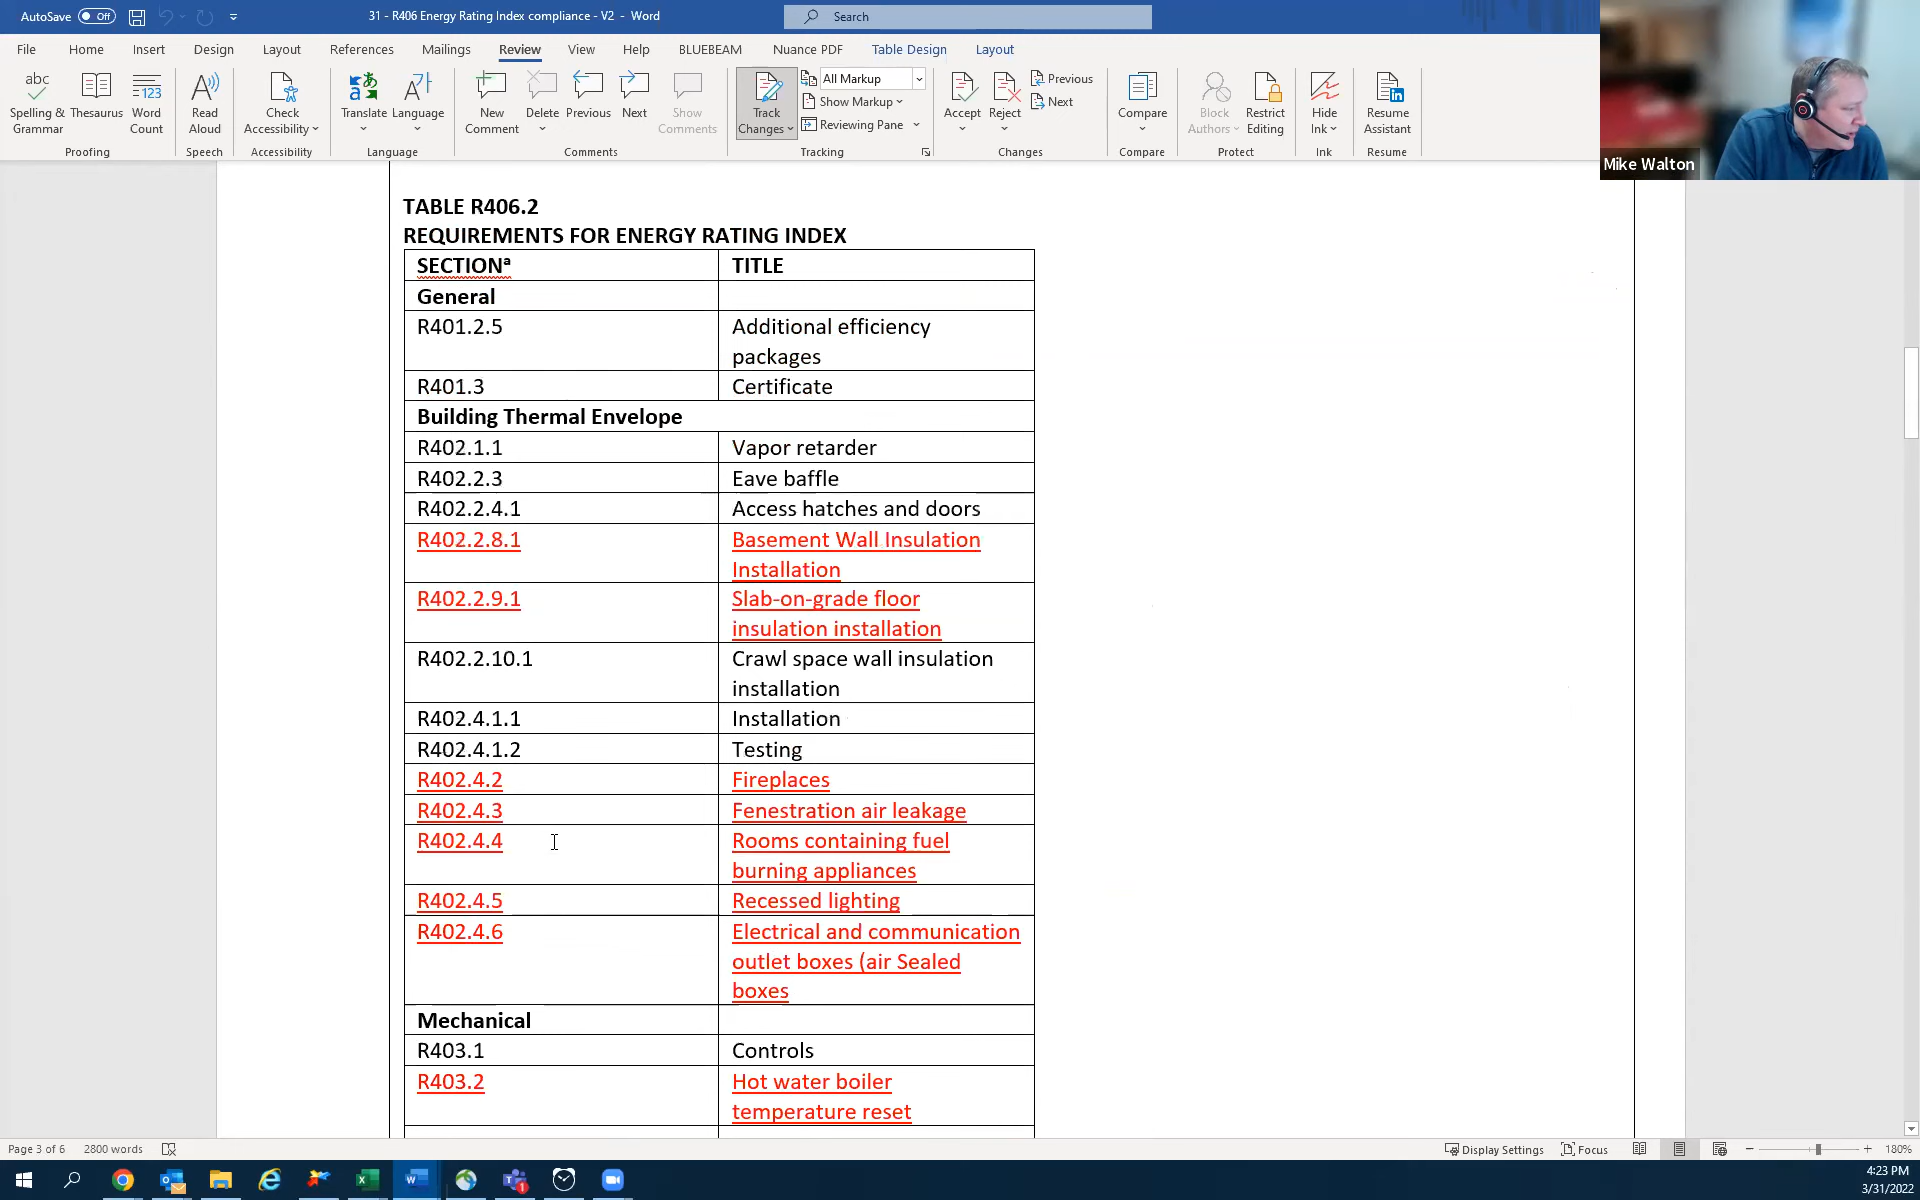 AutoSave Off
31 - R406 Energy Rating Index compliance - V2 - Word
Search
File Home Insert Design Layout References Mailings Review View Help BLUEBEAM Nuance PDF Table Design Layout
abc
Spelling & Grammar
Thesaurus
123
Word Count
Proofing
Read Aloud
Speech
Check Accessibility
Accessibility
Translate
Language
Language
New Comment
Delete
Previous
Next
Show Comments
Comments
Track Changes
All Markup
Show Markup
Reviewing Pane
Tracking
Accept
Reject
Previous
Next
Changes
Compare
Compare
Block Authors
Restrict Editing
Protect
Hide Ink
Ink
Resume Assistant
Resume
Mike Walton
TABLE R406.2
REQUIREMENTS FOR ENERGY RATING INDEX
SECTIONª TITLE
General
R401.2.5 Additional efficiency
packages
R401.3 Certificate
Building Thermal Envelope
R402.1.1 Vapor retarder
R402.2.3 Eave baffle
R402.2.4.1 Access hatches and doors
R402.2.8.1 Basement Wall Insulation
Installation
R402.2.9.1 Slab-on-grade floor
insulation installation
R402.2.10.1 Crawl space wall insulation
installation
R402.4.1.1 Installation
R402.4.1.2 Testing
R402.4.2 Fireplaces
R402.4.3 Fenestration air leakage
R402.4.4 Rooms containing fuel
burning appliances
R402.4.5 Recessed lighting
R402.4.6 Electrical and communication
outlet boxes (air Sealed
boxes
Mechanical
R403.1 Controls
R403.2 Hot water boiler
temperature reset
Page 3 of 6 2800 words
Display Settings Focus 180%
4:23 PM
3/31/2022